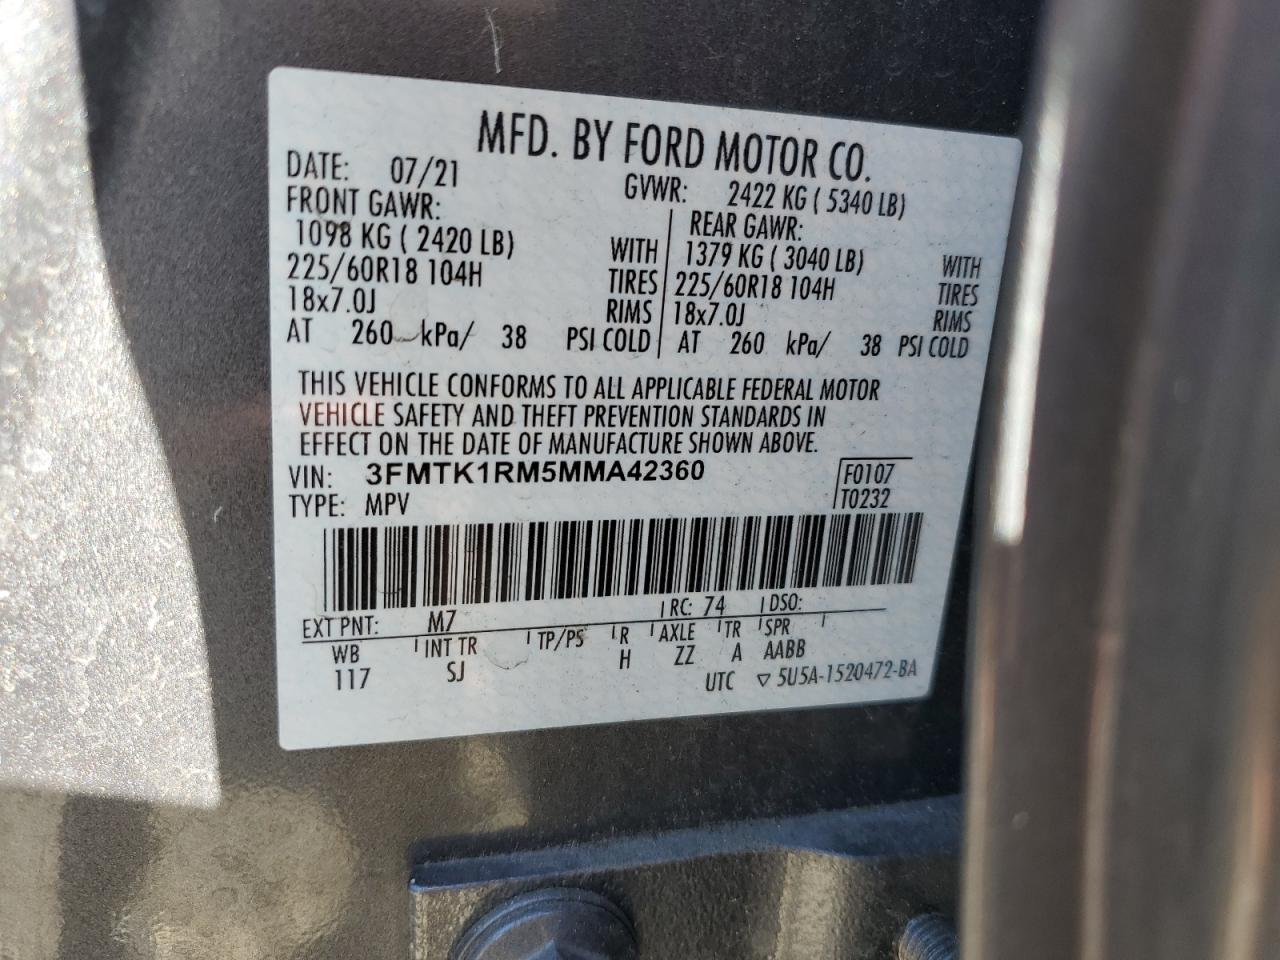 MFD. BY FORD MOTOR CO.
DATE: 07/21 GVWR: 2422 KG ( 5340 LB)
FRONT GAWR: REAR GAWR:
1098 KG ( 2420 LB) WITH 1379 KG ( 3040 LB) WITH
225/60R18 104H TIRES 225/60R18 104H TIRES
18x7.0J RIMS 18x7.0J RIMS
AT 260 kPa/ 38 PSI COLD AT 260 kPa/ 38 PSI COLD
THIS VEHICLE CONFORMS TO ALL APPLICABLE FEDERAL MOTOR
VEHICLE SAFETY AND THEFT PREVENTION STANDARDS IN
EFFECT ON THE DATE OF MANUFACTURE SHOWN ABOVE.
VIN: 3FMTK1RM5MMA42360 F0107
TYPE: MPV T0232
EXT PNT: M7 RC: 74 DSO:
WB INT TR TP/PS R AXLE TR SPR
117 SJ H ZZ A AABB
UTC ▽ 5U5A-1520472-BA